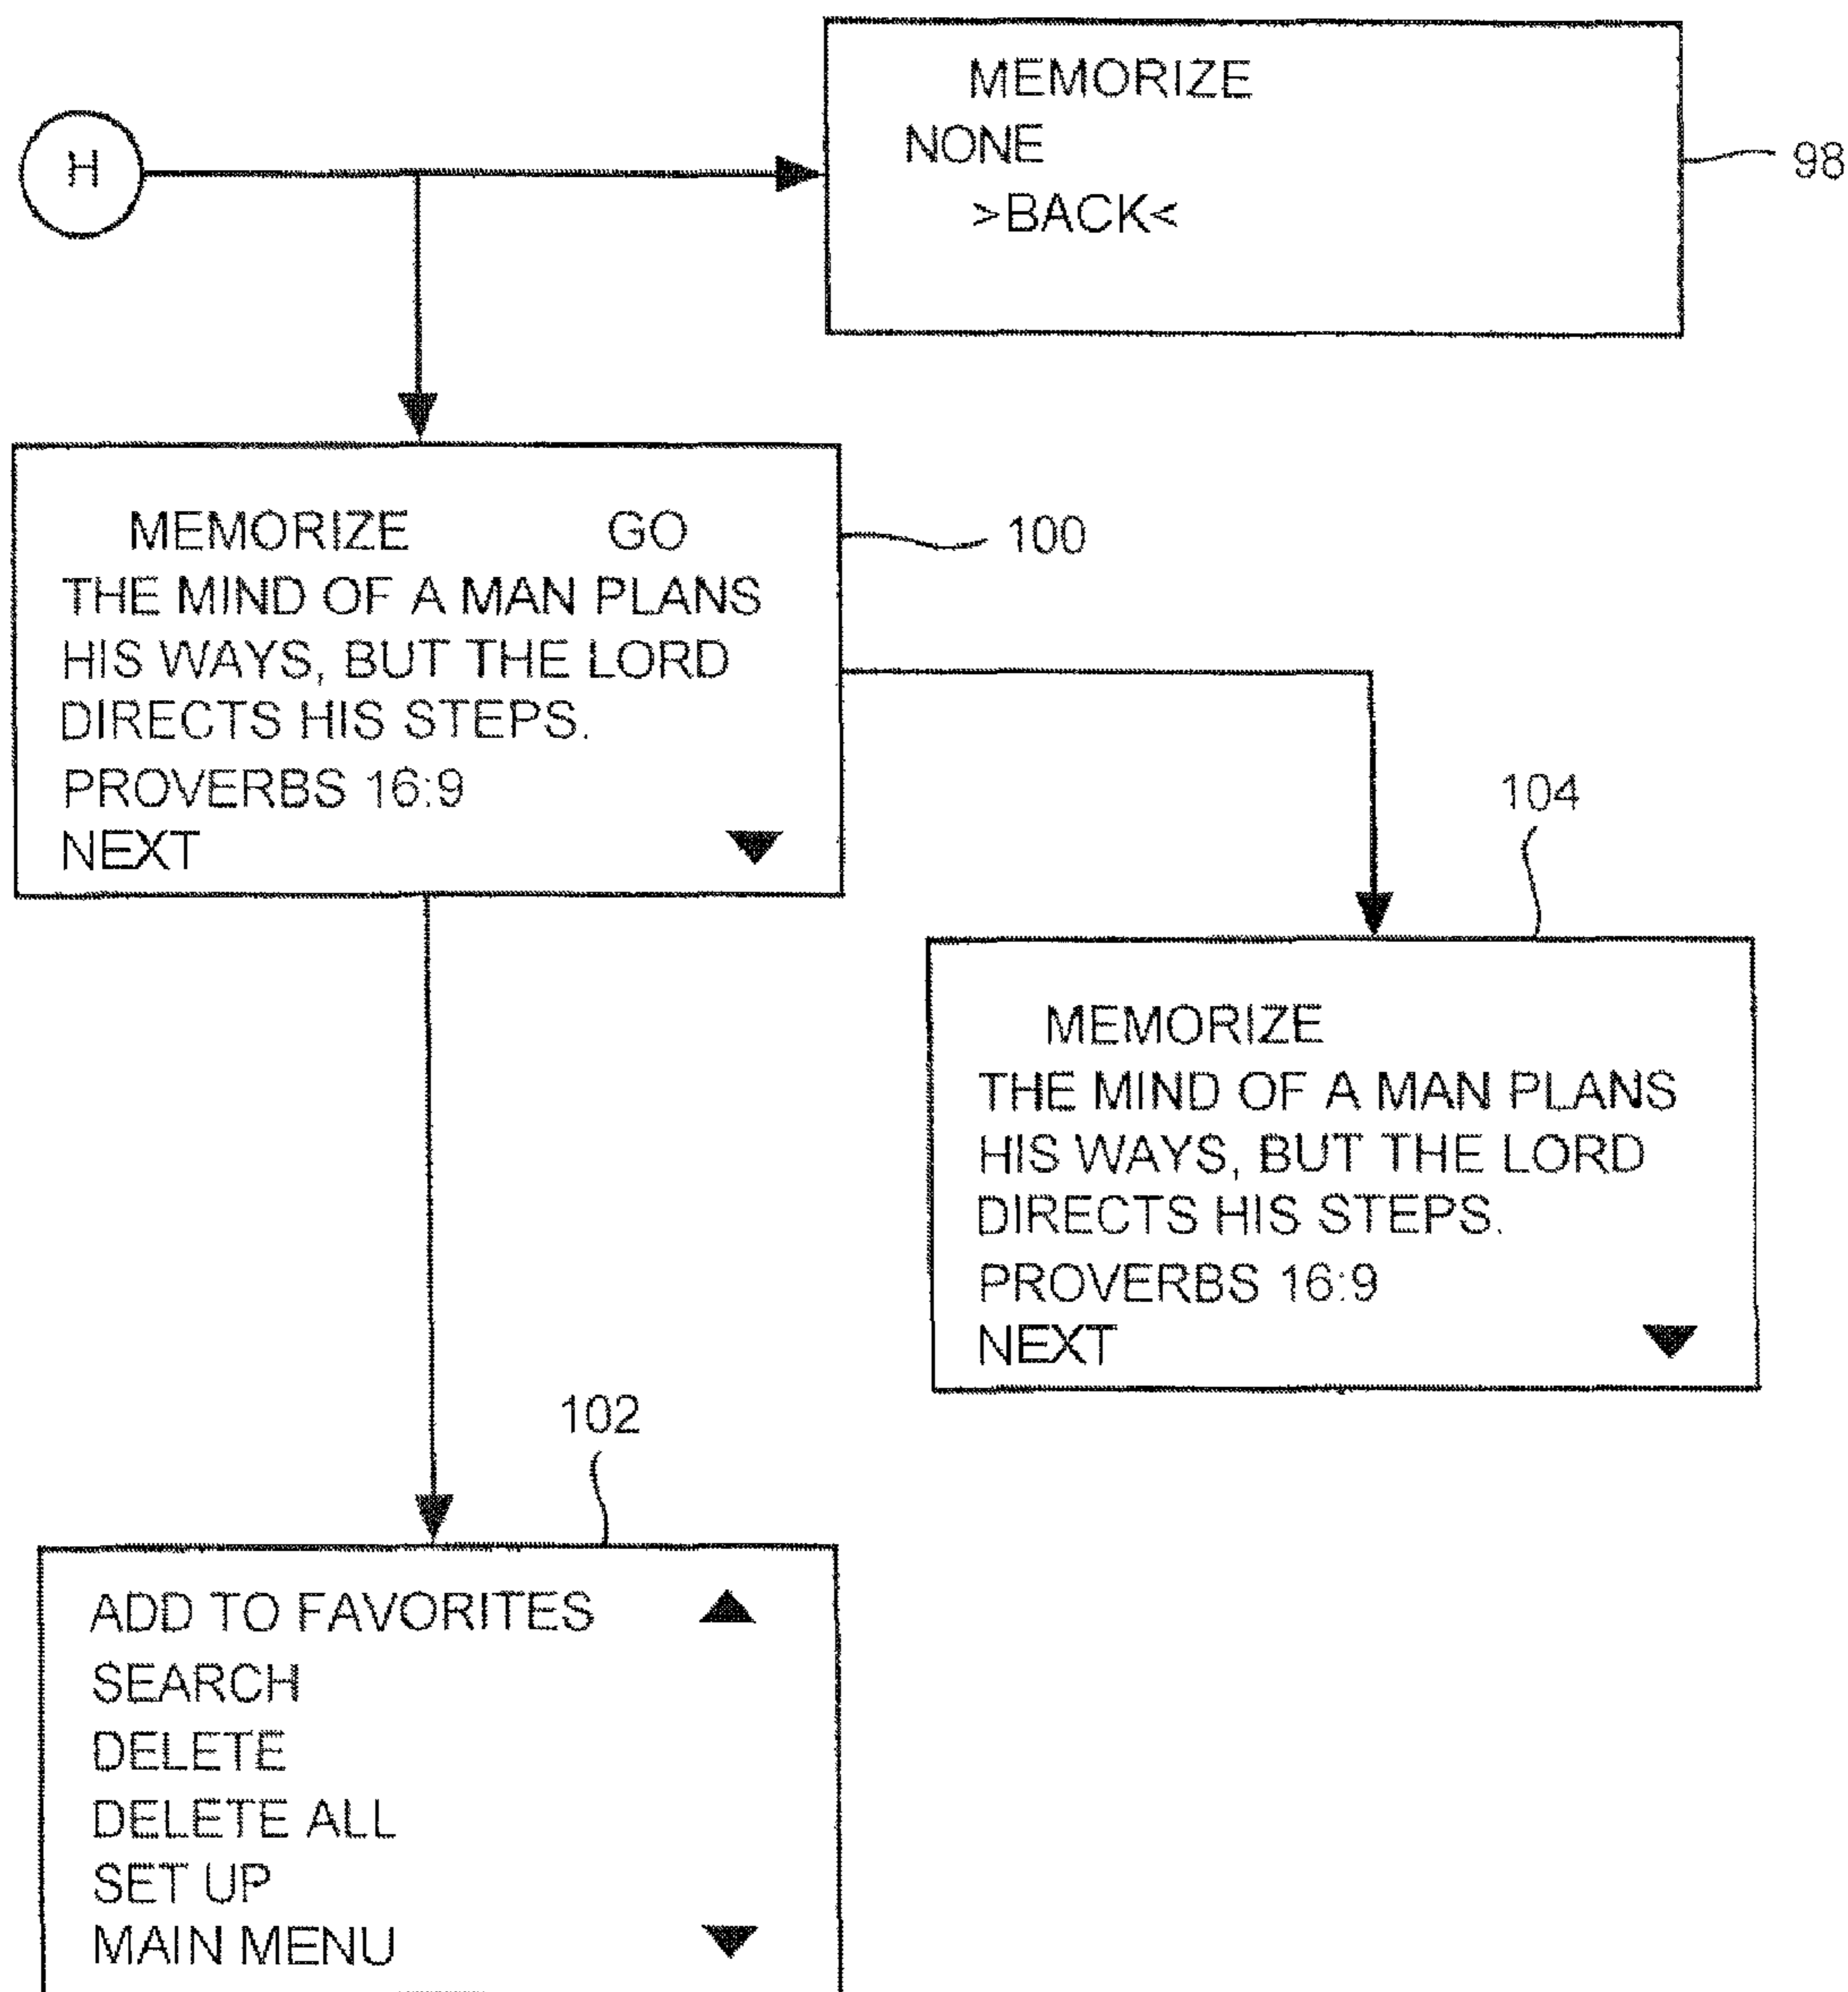 H
MEMORIZE
NONE
>BACK<
98
MEMORIZE GO
THE MIND OF A MAN PLANS
HIS WAYS, BUT THE LORD
DIRECTS HIS STEPS.
PROVERBS 16:9
NEXT
100
104
MEMORIZE
THE MIND OF A MAN PLANS
HIS WAYS, BUT THE LORD
DIRECTS HIS STEPS.
PROVERBS 16:9
NEXT
102
ADD TO FAVORITES
SEARCH
DELETE
DELETE ALL
SET UP
MAIN MENU